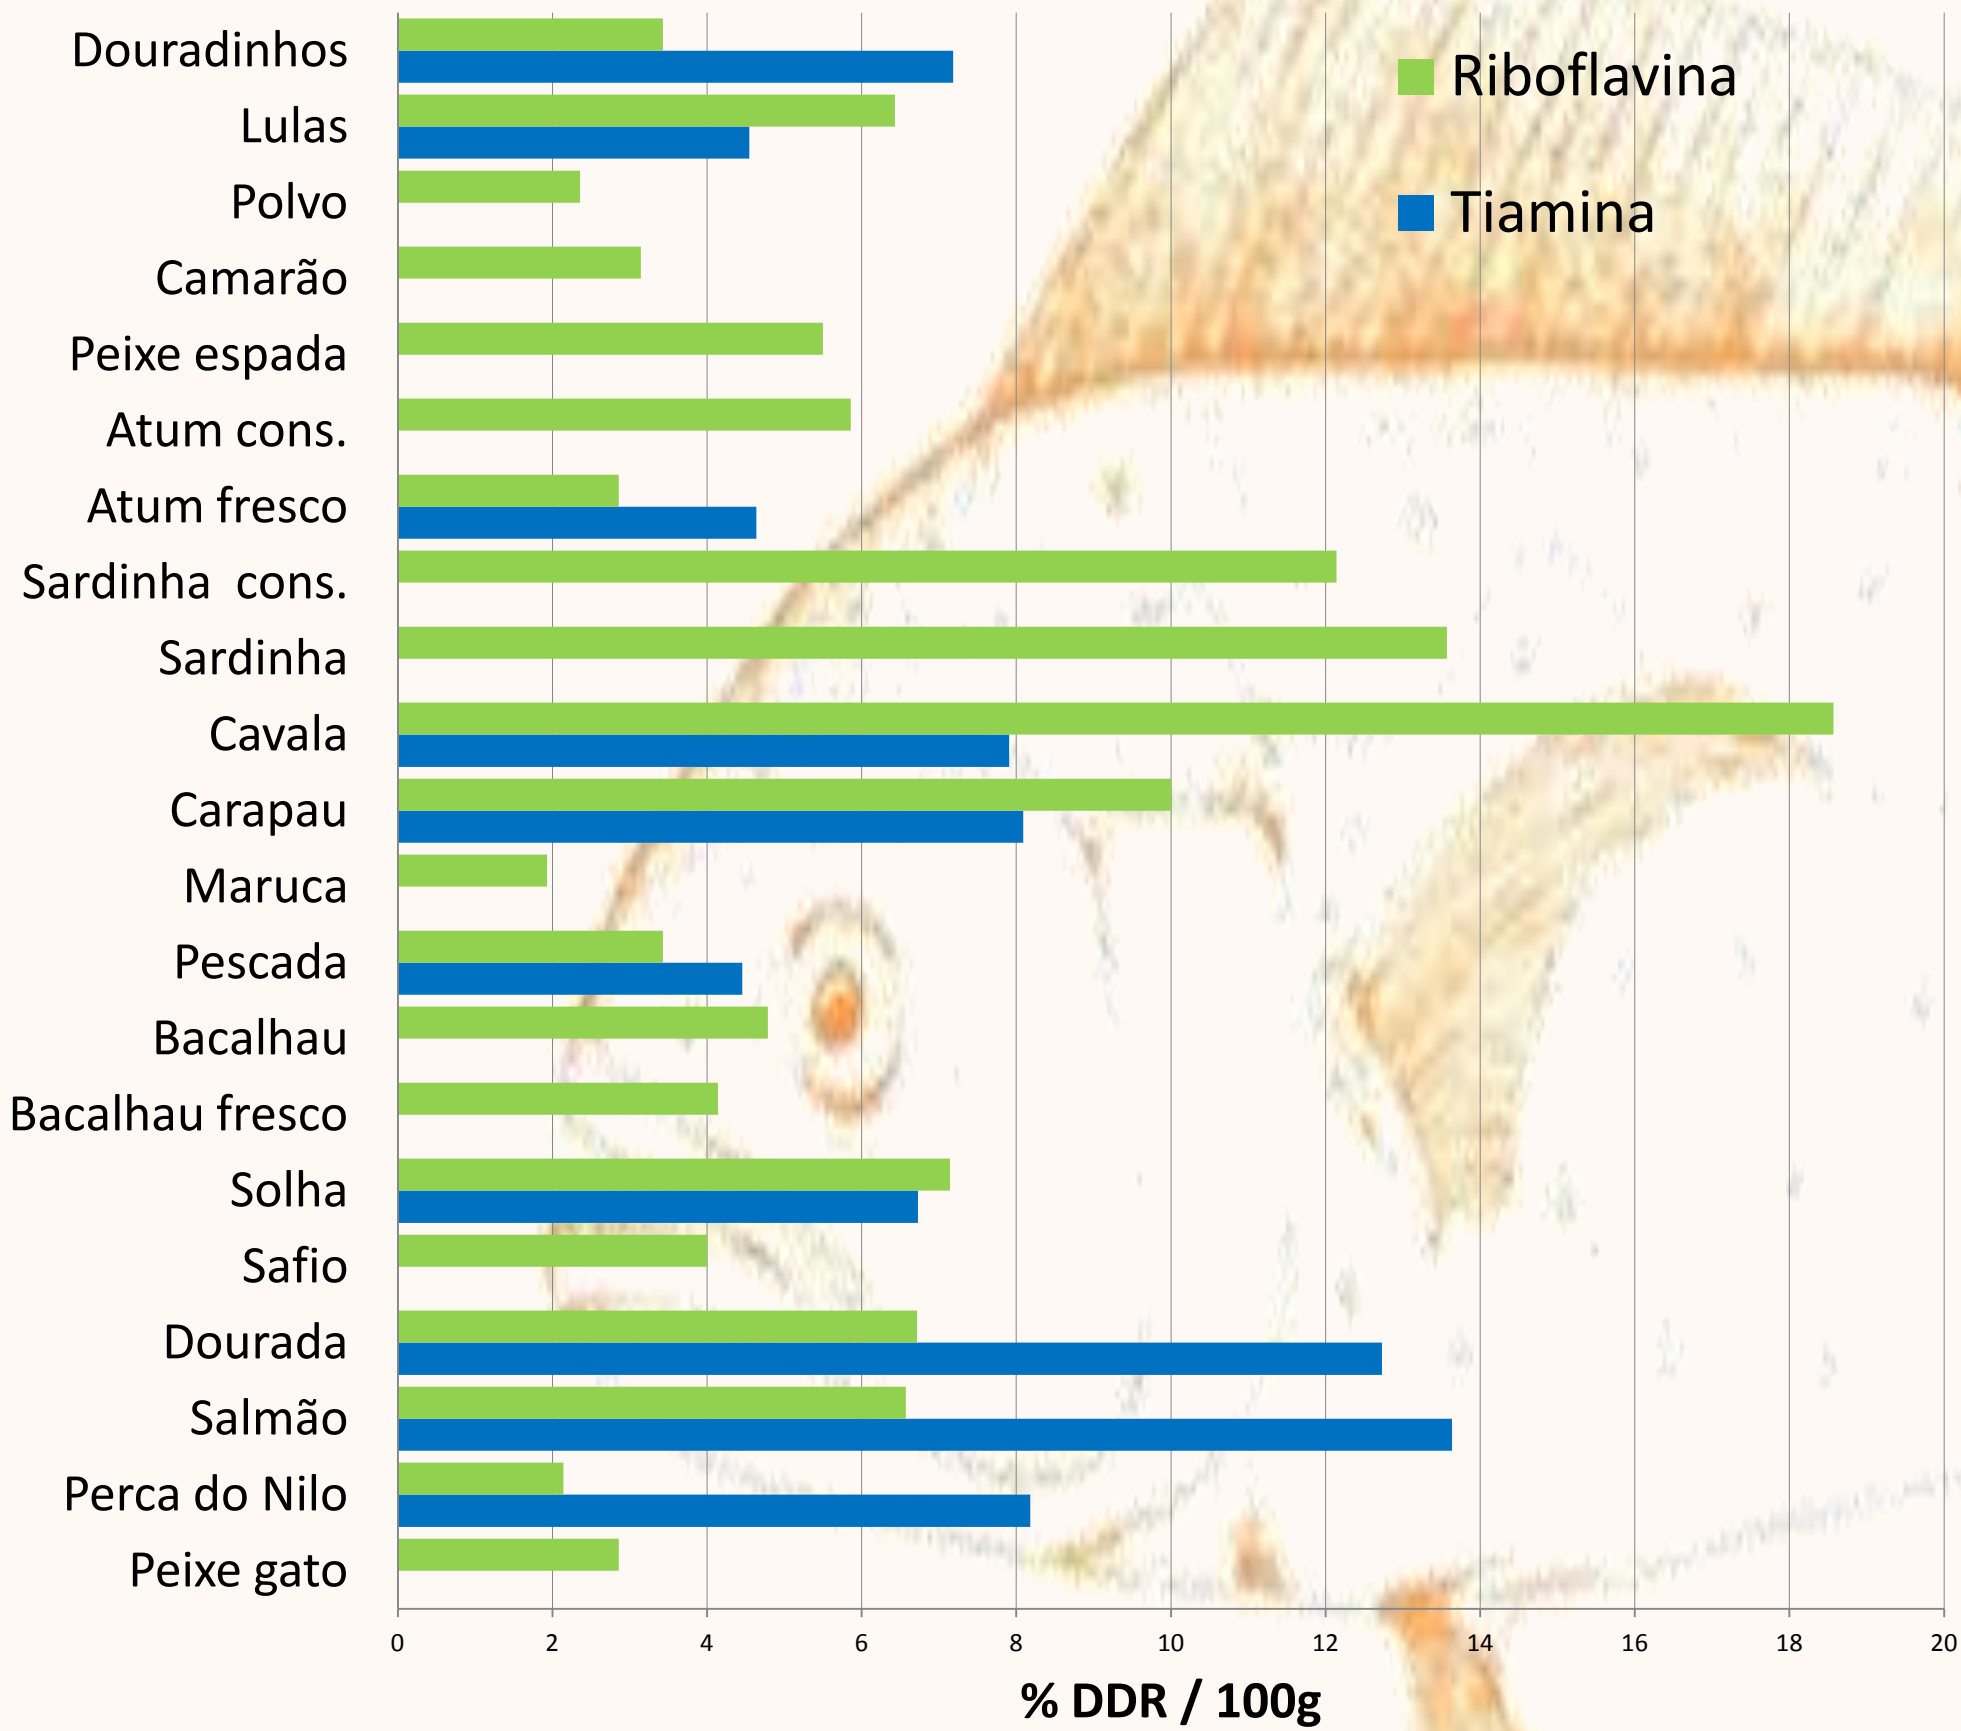 Douradinhos
Lulas
Polvo
Camarão
Peixe espada
Atum cons.
Atum fresco
Sardinha  cons.
Sardinha
Cavala
Carapau
Maruca
Pescada
Bacalhau
Bacalhau fresco
Solha
Safio
Dourada
Salmão
Perca do Nilo
Peixe gato
Riboflavina
Tiamina
0 2 4 6 8 10 12 14 16 18 20
% DDR / 100g